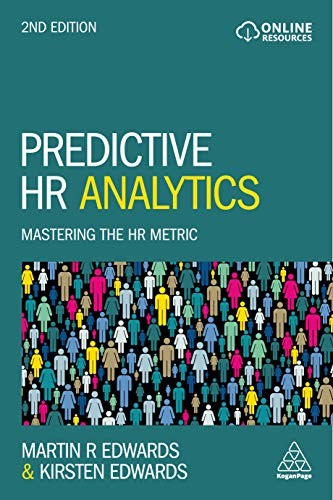 2ND EDITION
ONLINE
RESOURCES
PREDICTIVE
HR ANALYTICS
MASTERING THE HR METRIC
MARTIN R EDWARDS
& KIRSTEN EDWARDS
KoganPage